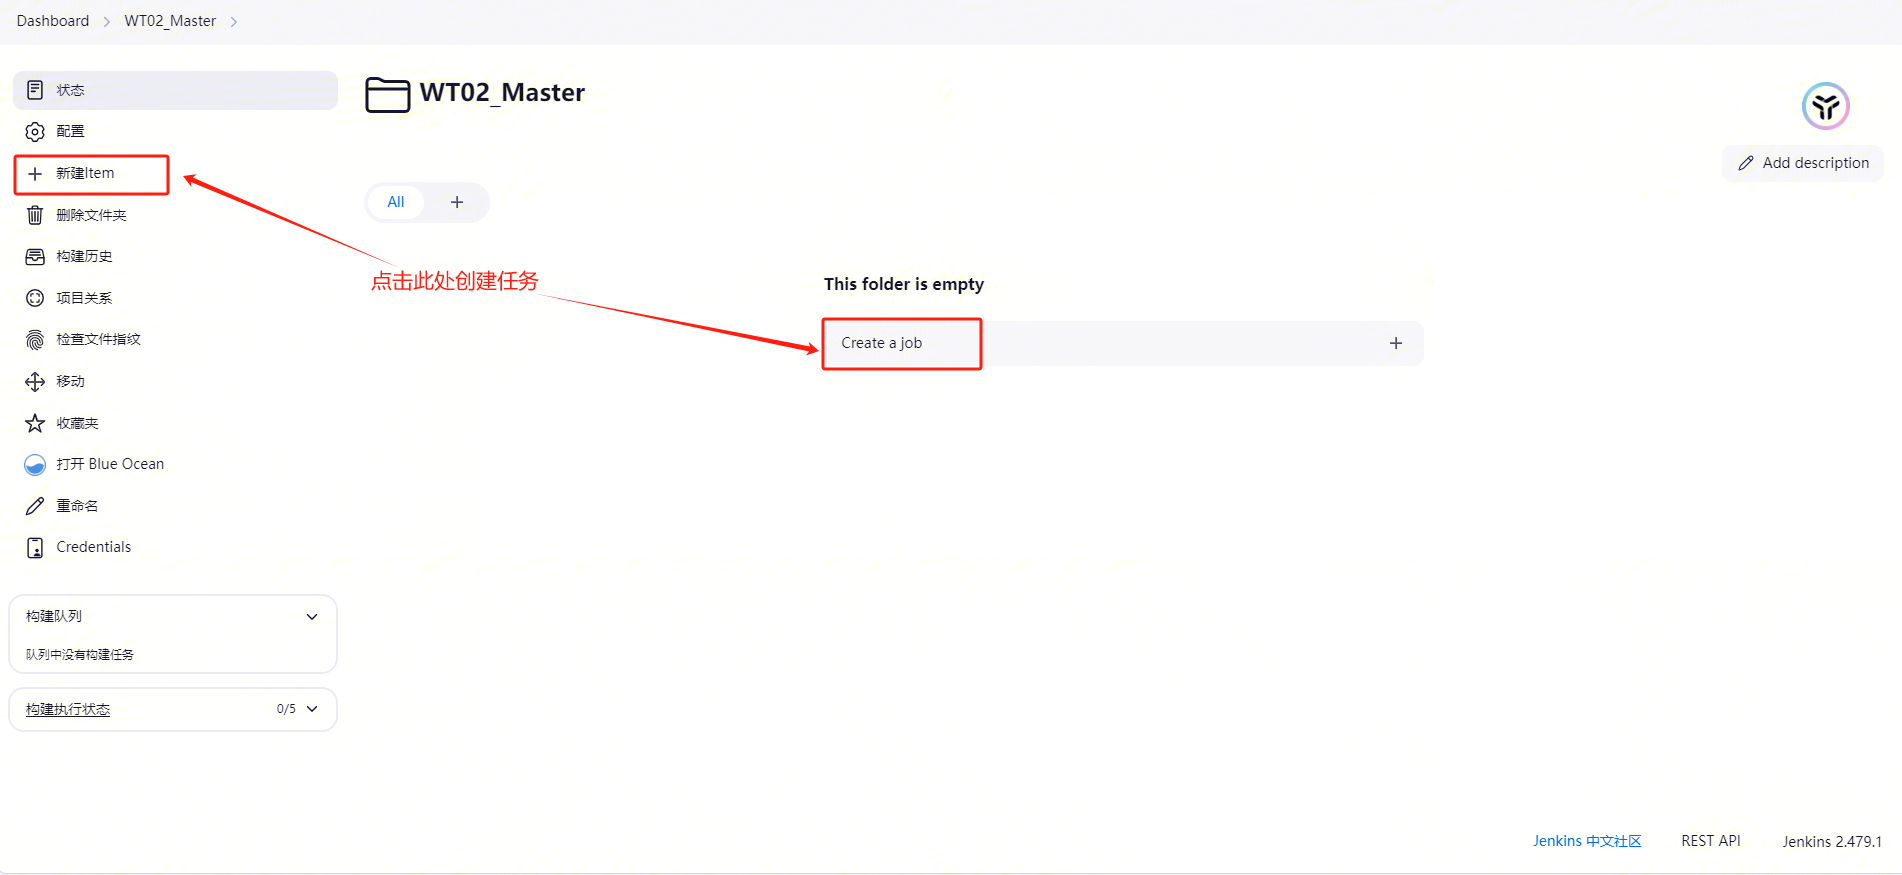 Dashboard > WT02_Master >
状态
配置
新建Item
删除文件夹
构建历史
项目关系
检查文件指纹
移动
收藏夹
打开 Blue Ocean
重命名
Credentials
构建队列
队列中没有构建任务
构建执行状态 0/5
WT02_Master
Add description
All +
点击此处创建任务
This folder is empty
Create a job +
Jenkins 中文社区 REST API Jenkins 2.479.1